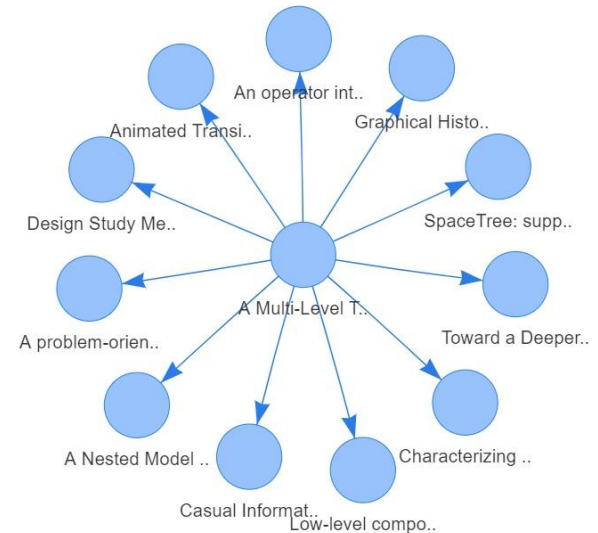 An operator int..
Graphical Histo..
Animated Transi..
SpaceTree: supp..
Design Study Me..
A Multi-Level T..
Toward a Deeper..
A problem-orien..
Characterizing ..
A Nested Model ..
Casual Informat..
Low-level compo..